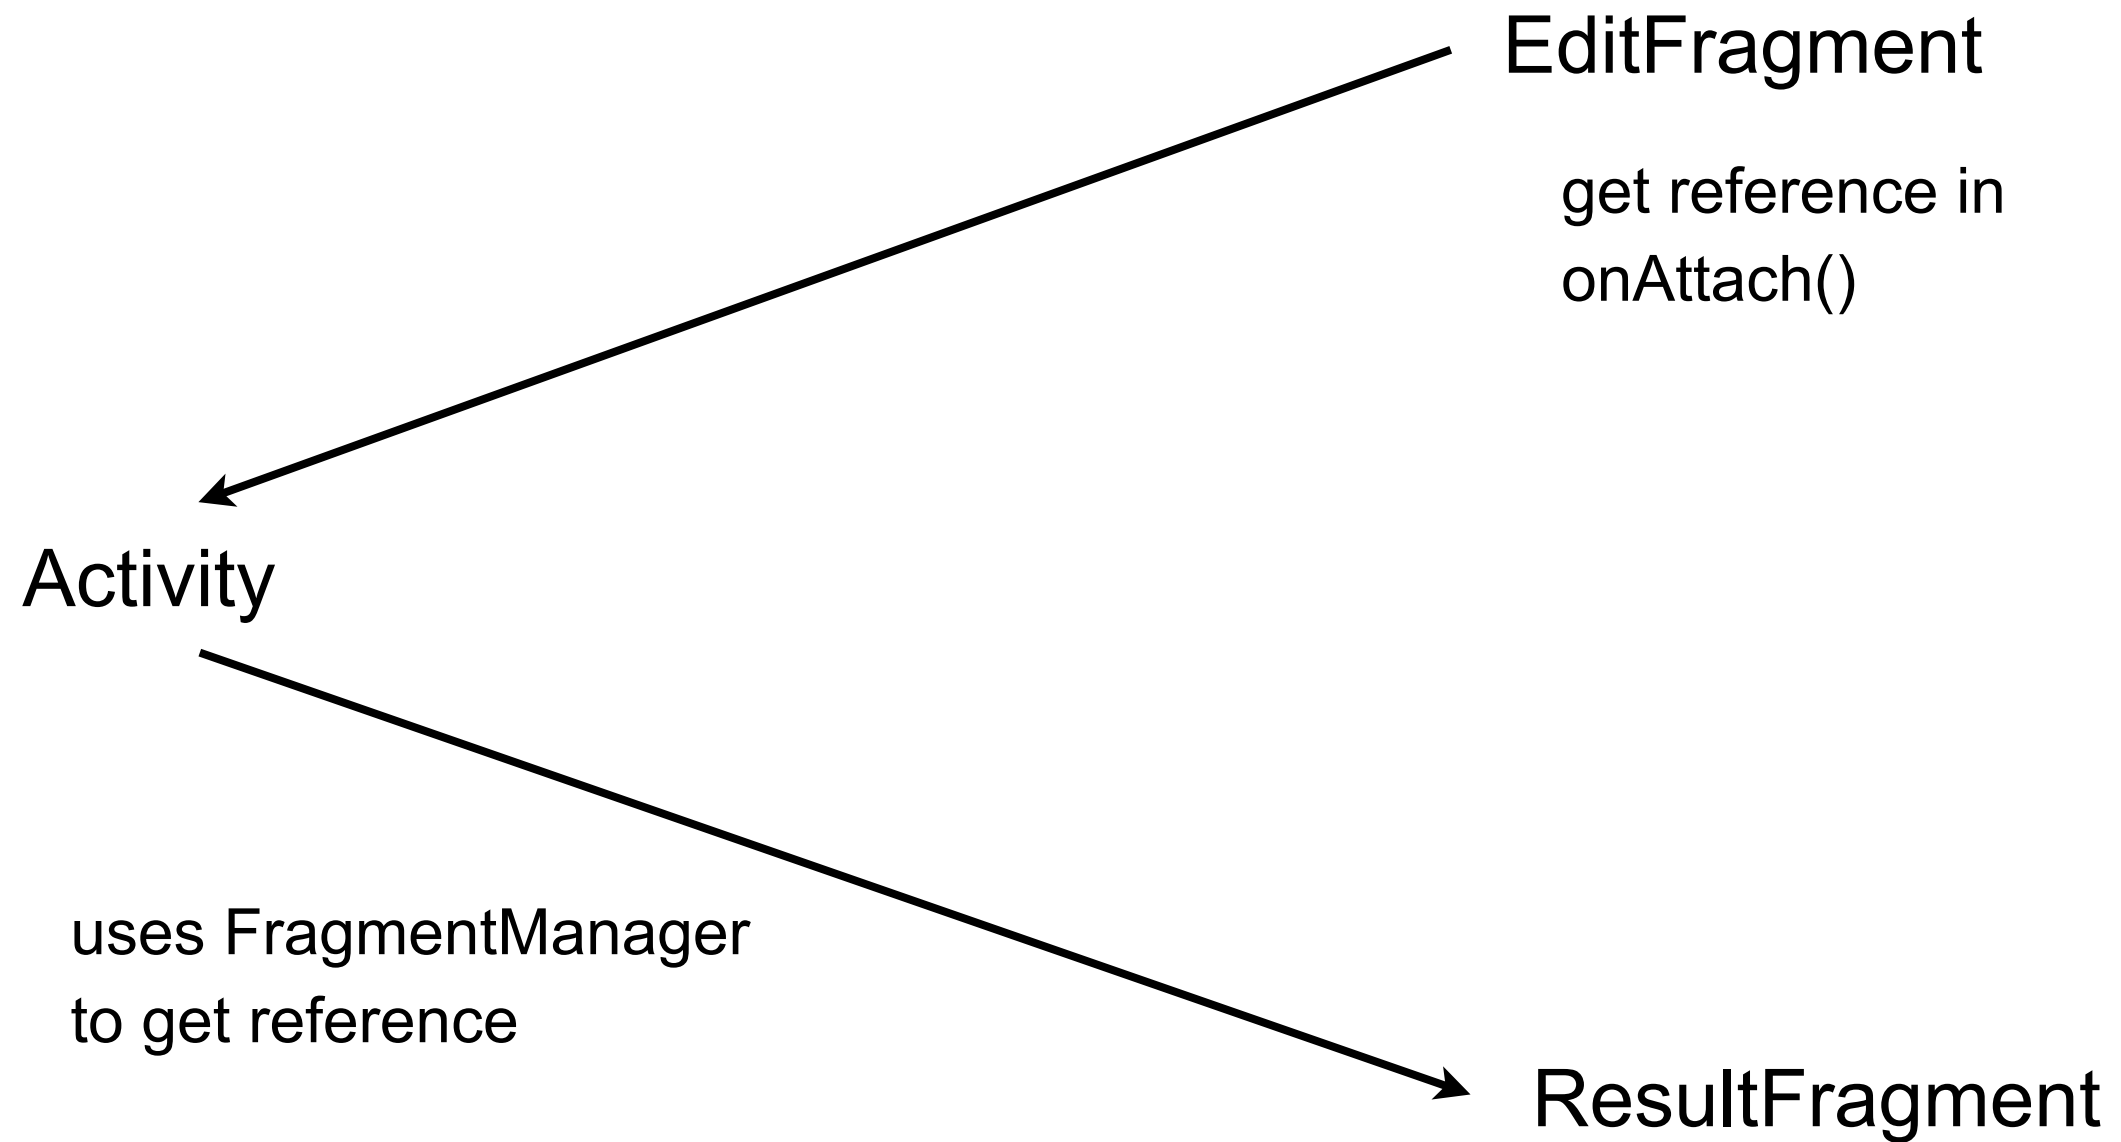 EditFragment
get reference in
onAttach()
Activity
uses FragmentManager
to get reference
ResultFragment